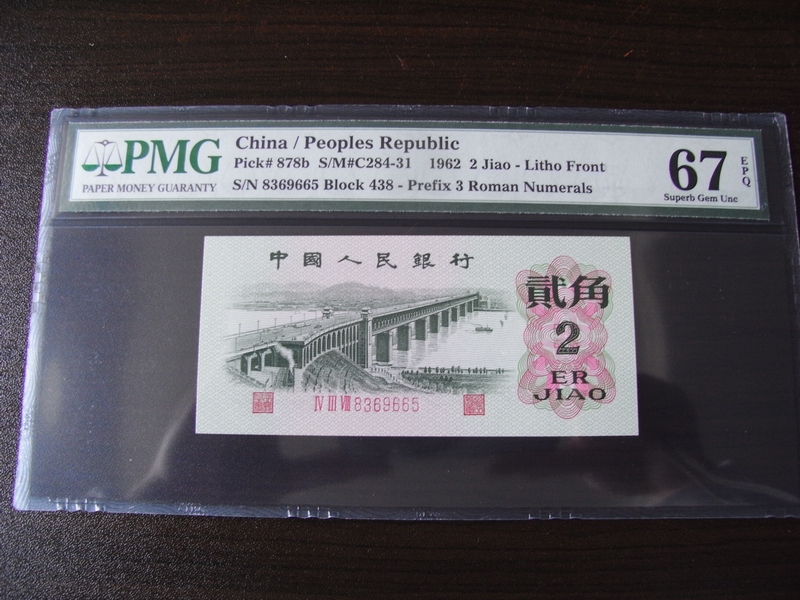 PMG
PAPER MONEY GUARANTY
China / Peoples Republic
Pick# 878b S/M#C284-31 1962 2 Jiao - Litho Front
S/N 8369665 Block 438 - Prefix 3 Roman Numerals
67 EPQ
Superb Gem Unc
中國人民銀行
貳角
2
ER
JIAO
IV III VIII 8369665